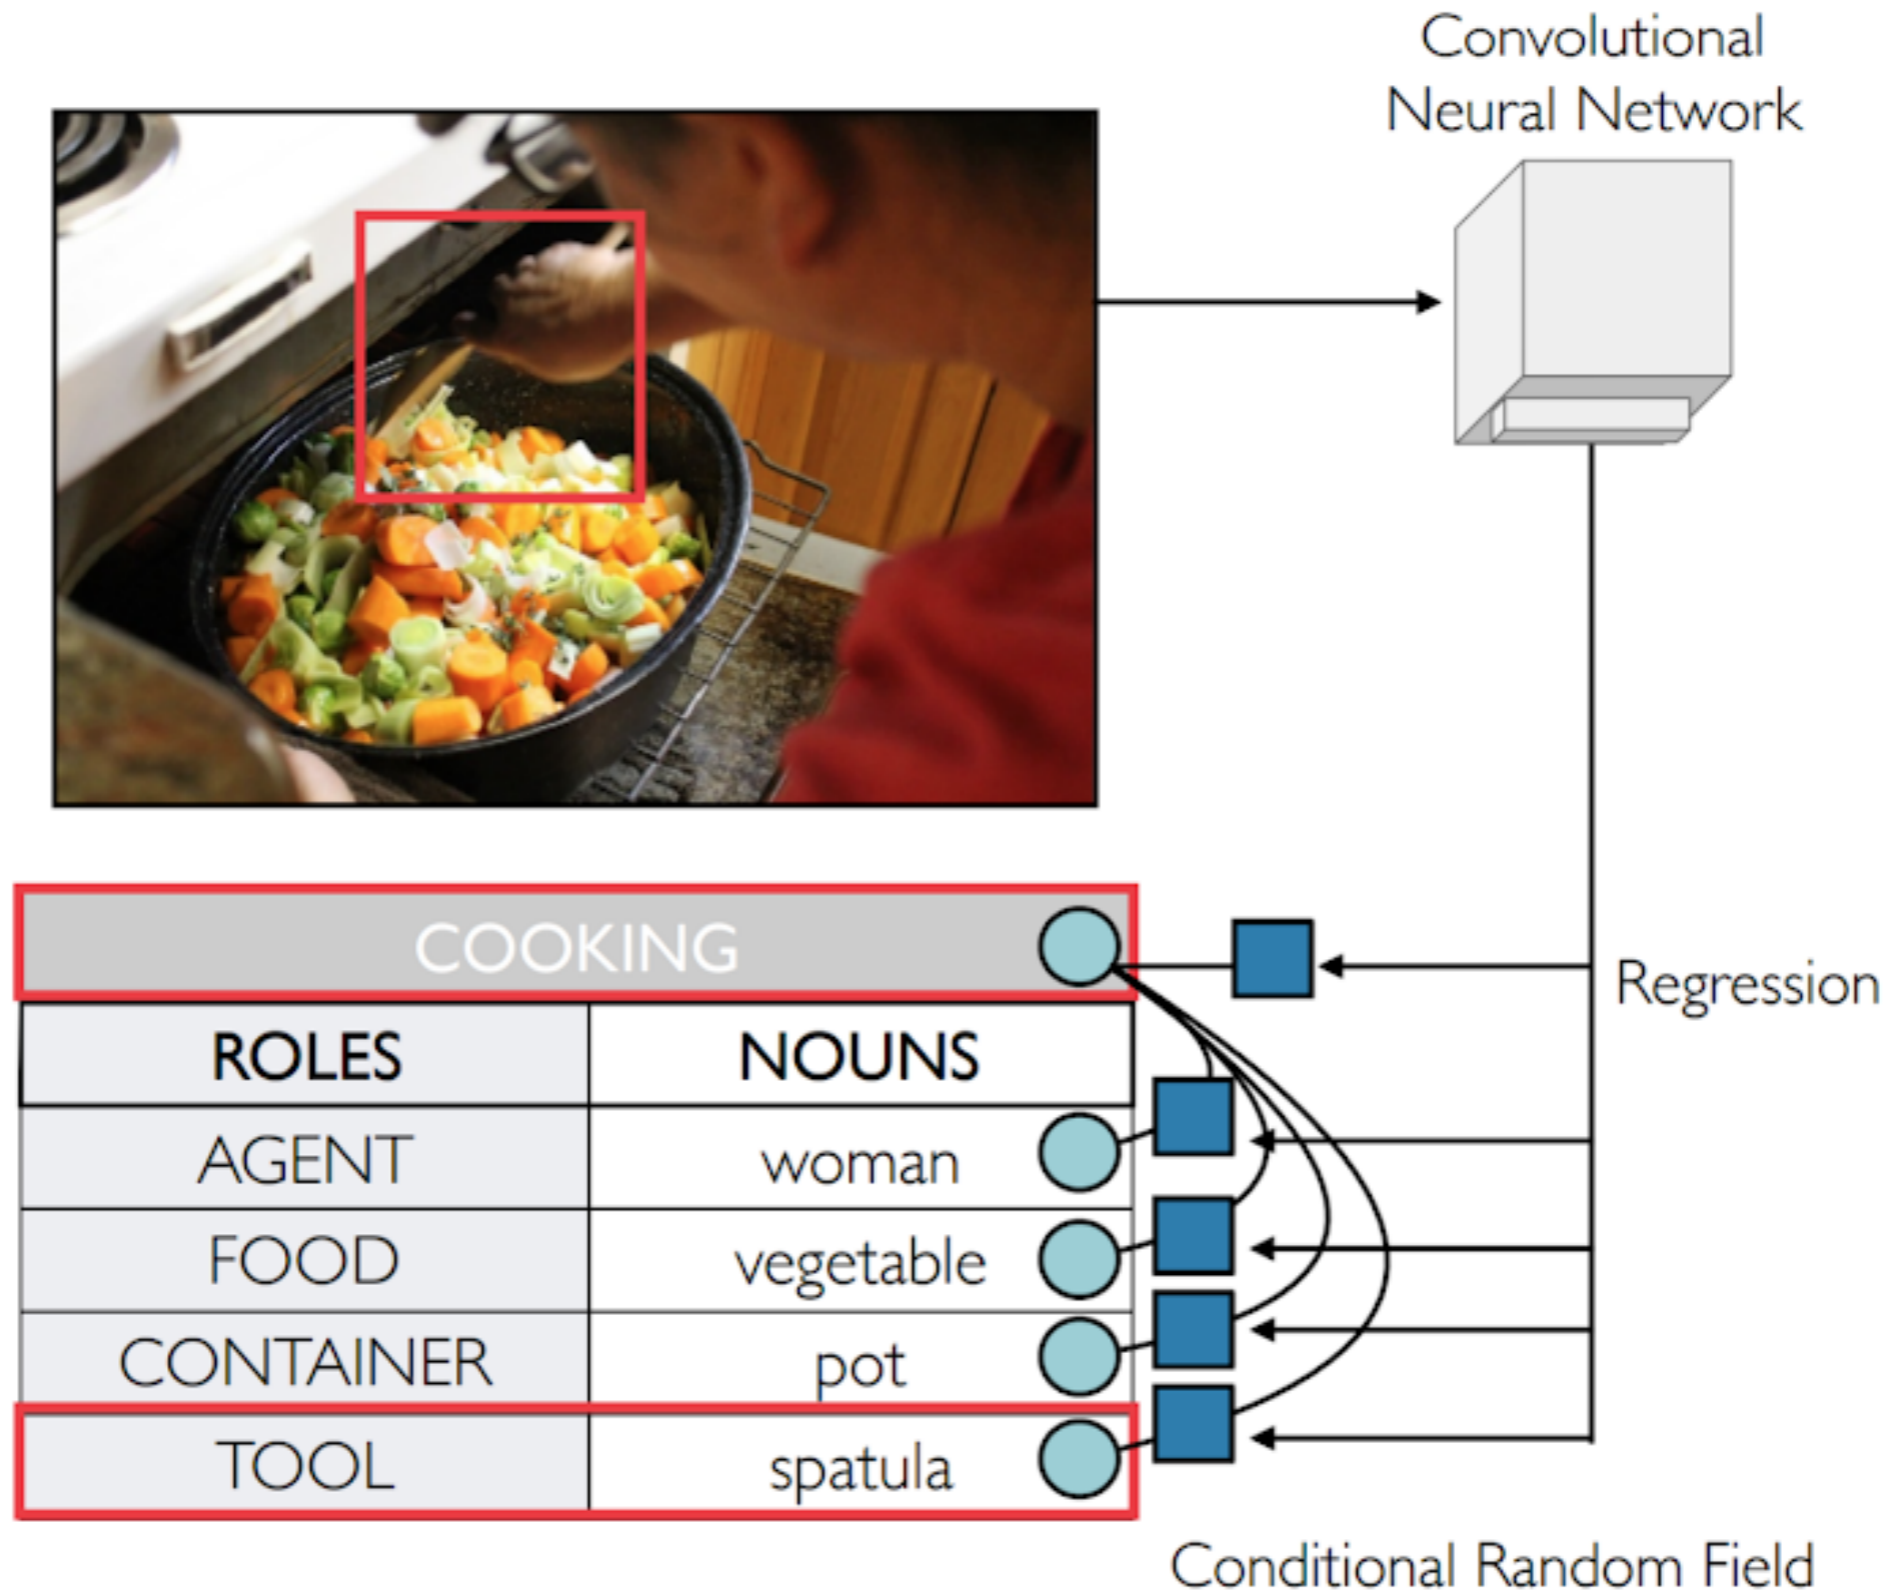 Convolutional
Neural Network
COOKING
Regression
ROLES NOUNS
AGENT woman
FOOD vegetable
CONTAINER pot
TOOL spatula
Conditional Random Field